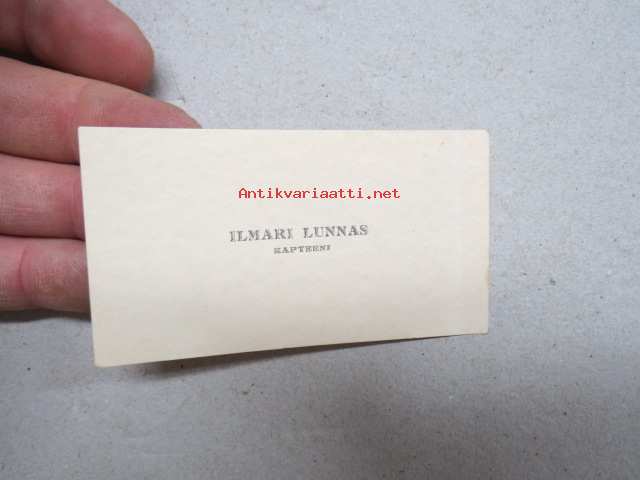 Antikvariaatti.net
ILMARI LUNNAS
KAPTEENI